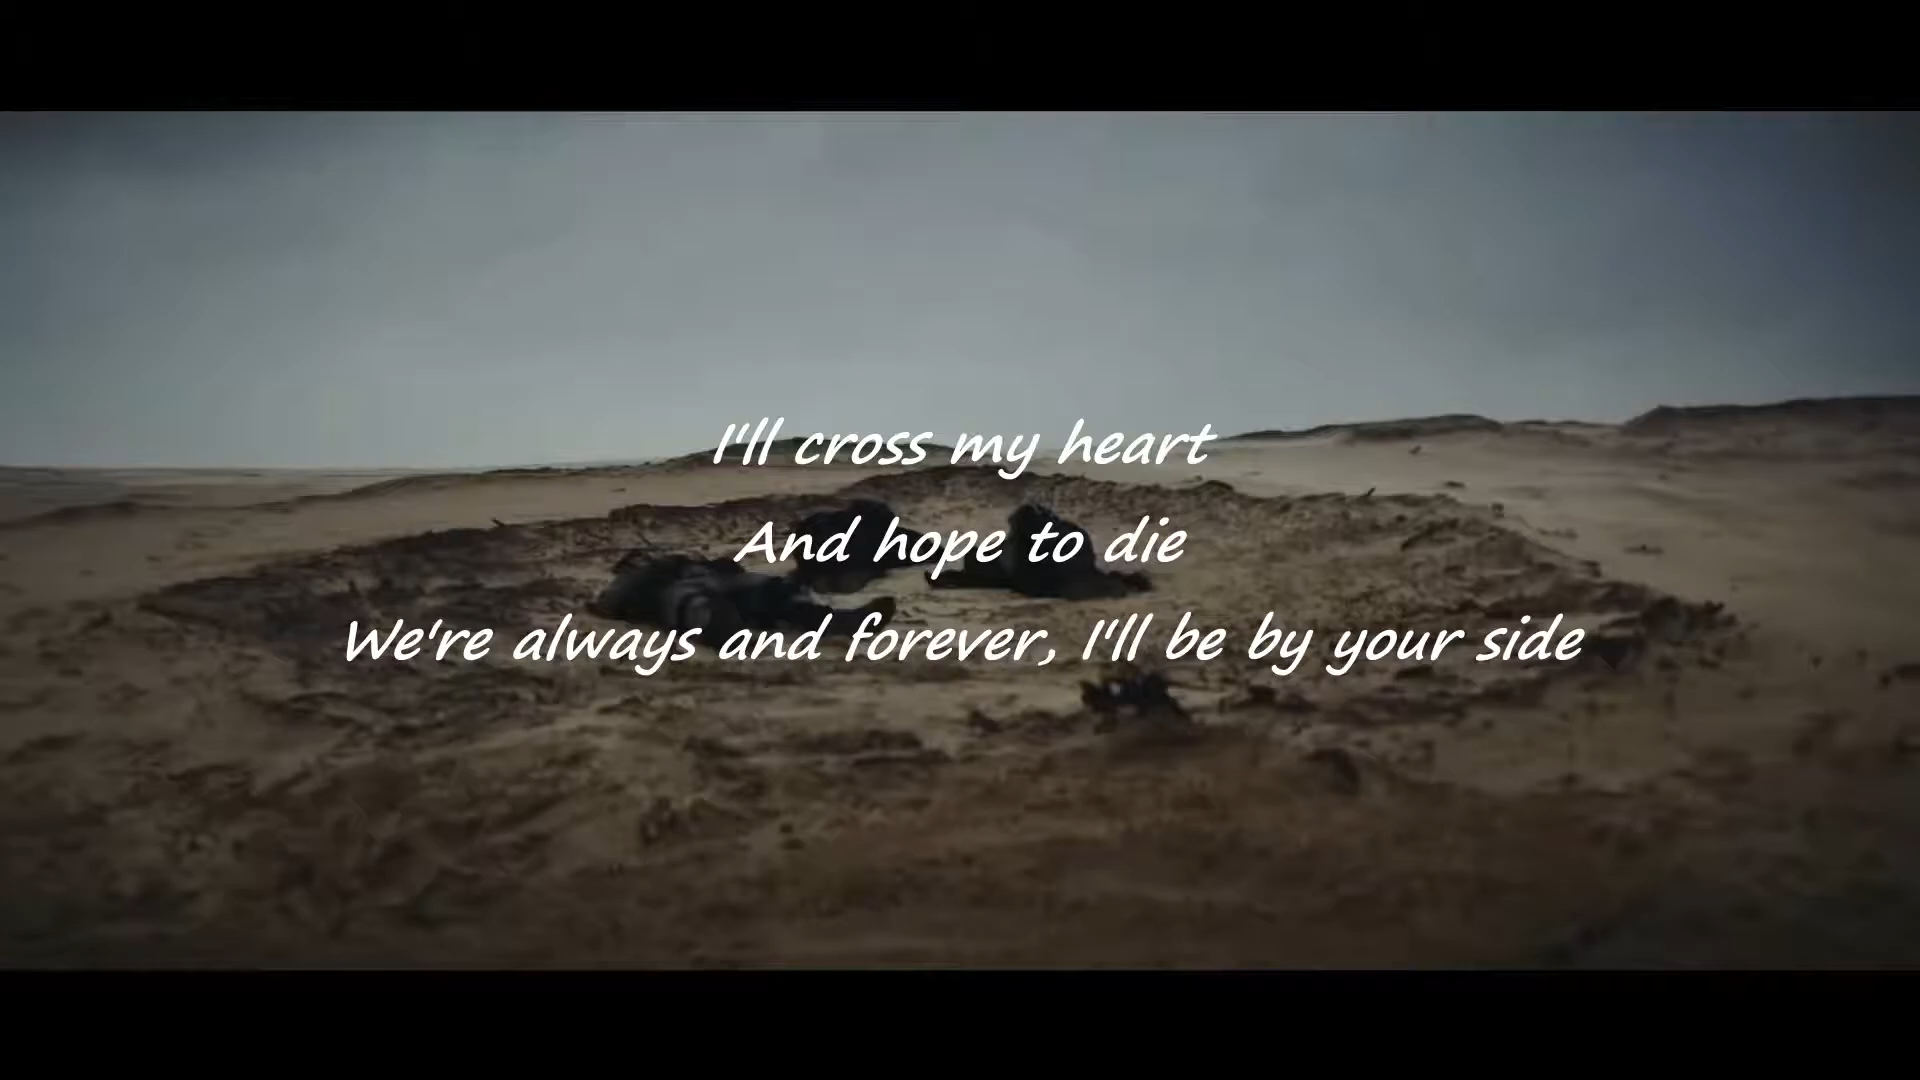 I'll cross my heart
And hope to die
We're always and forever, I'll be by your side